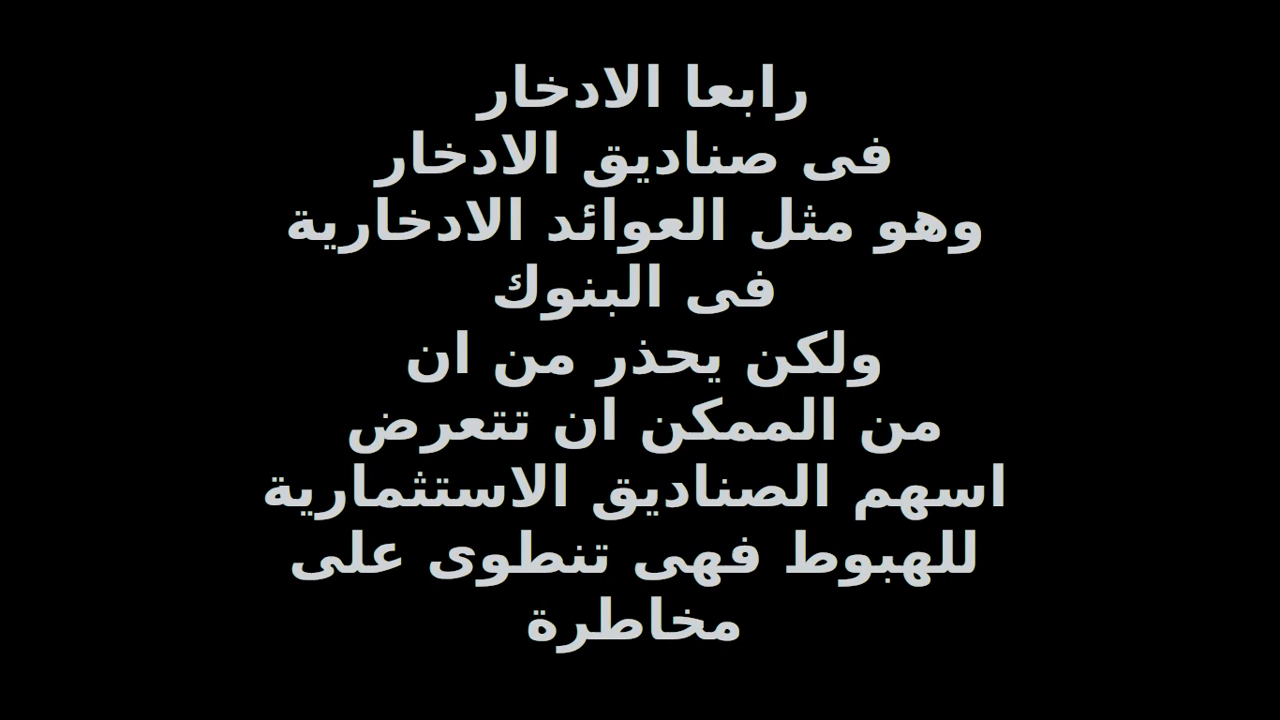 رابعا الادخار
فى صناديق الادخار
وهو مثل العوائد الادخارية
فى البنوك
ولكن يحذر من ان
من الممكن ان تتعرض
اسهم الصناديق الاستثمارية
للهبوط فهى تنطوى على
مخاطرة